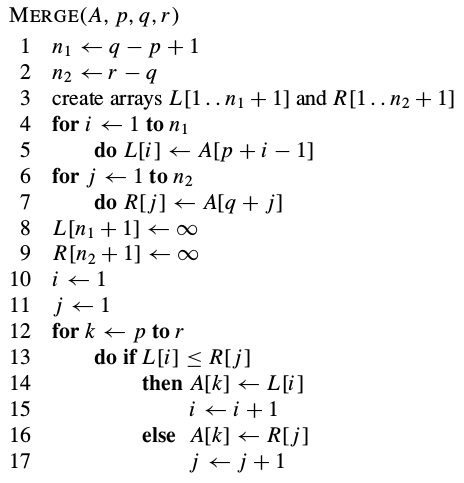 MERGE(A, p, q, r)
1 n₁ ← q − p + 1
2 n₂ ← r − q
3 create arrays L[1 . . n₁ + 1] and R[1 . . n₂ + 1]
4 for i ← 1 to n₁
5 do L[i] ← A[p + i − 1]
6 for j ← 1 to n₂
7 do R[j] ← A[q + j]
8 L[n₁ + 1] ← ∞
9 R[n₂ + 1] ← ∞
10 i ← 1
11 j ← 1
12 for k ← p to r
13 do if L[i] ≤ R[j]
14 then A[k] ← L[i]
15 i ← i + 1
16 else A[k] ← R[j]
17 j ← j + 1